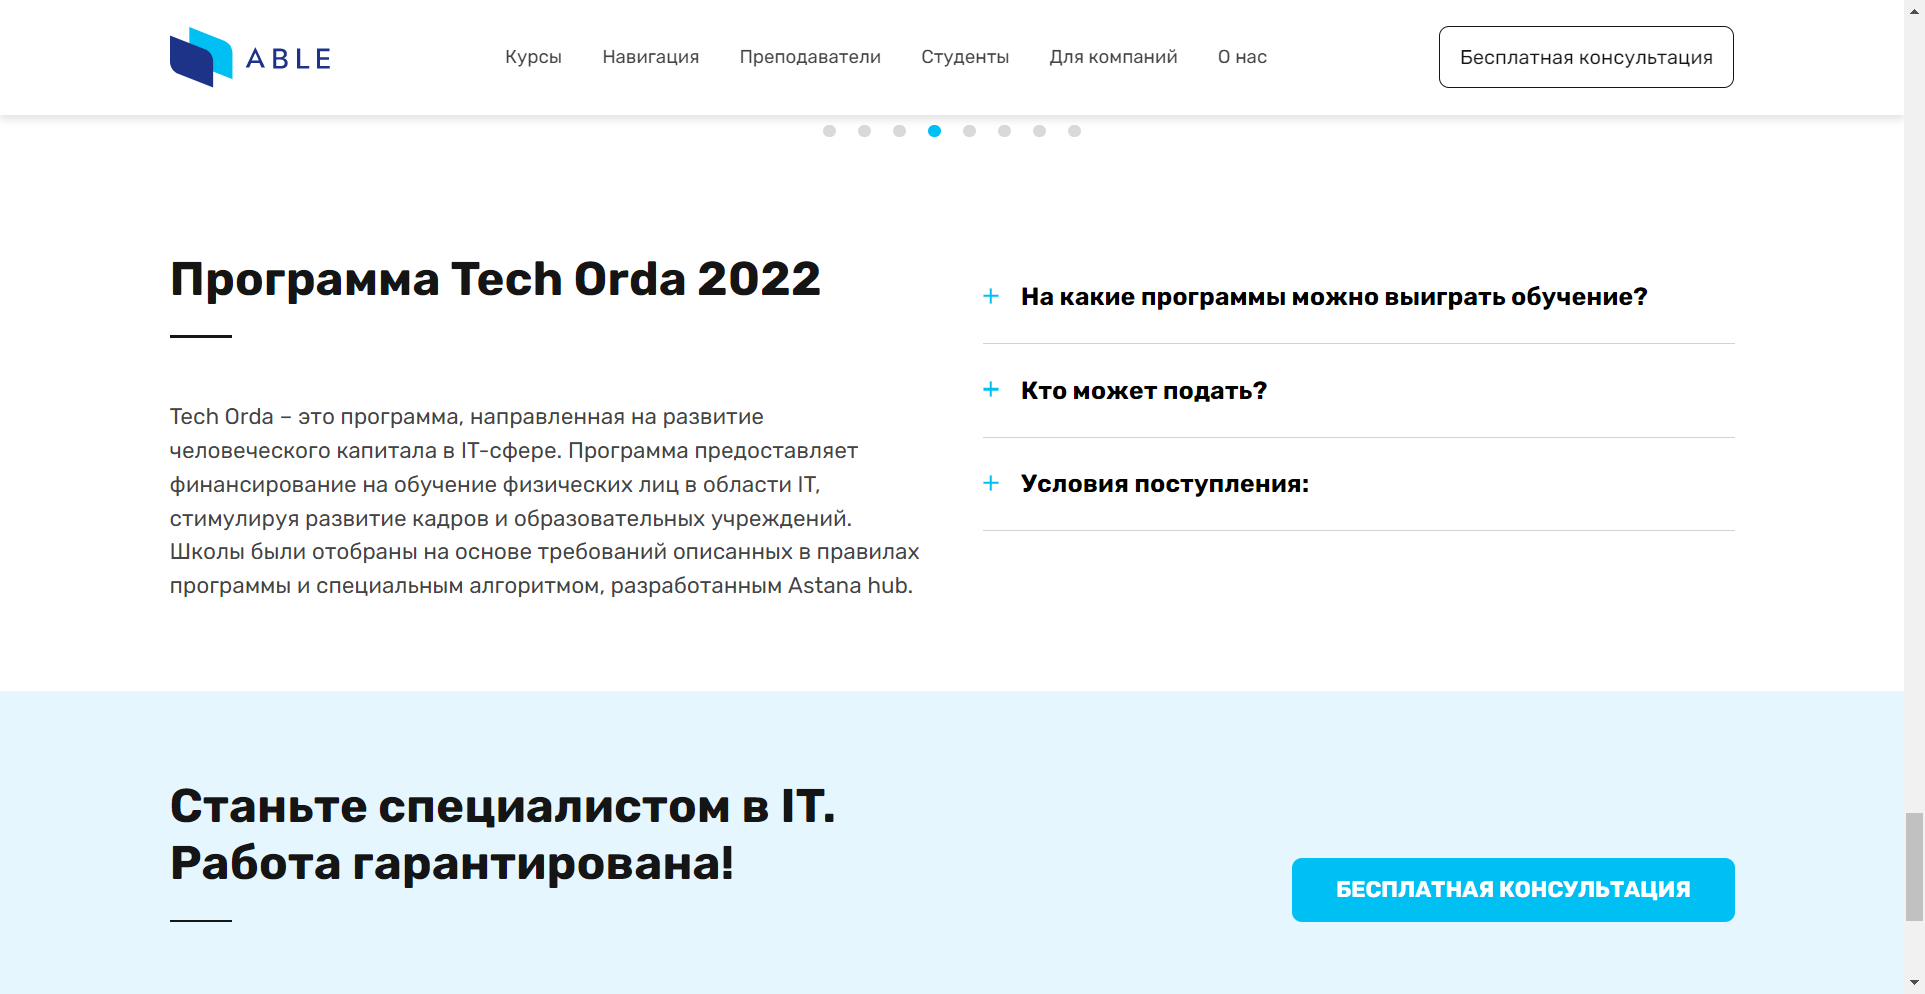 ABLE
Курсы
Навигация
Преподаватели
Студенты
Для компаний
О нас
Бесплатная консультация
Программа Tech Orda 2022
Tech Orda – это программа, направленная на развитие
человеческого капитала в IT-сфере. Программа предоставляет
финансирование на обучение физических лиц в области IT,
стимулируя развитие кадров и образовательных учреждений.
Школы были отобраны на основе требований описанных в правилах
программы и специальным алгоритмом, разработанным Astana hub.
На какие программы можно выиграть обучение?
Кто может подать?
Условия поступления:
Станьте специалистом в IT.
Работа гарантирована!
БЕСПЛАТНАЯ КОНСУЛЬТАЦИЯ